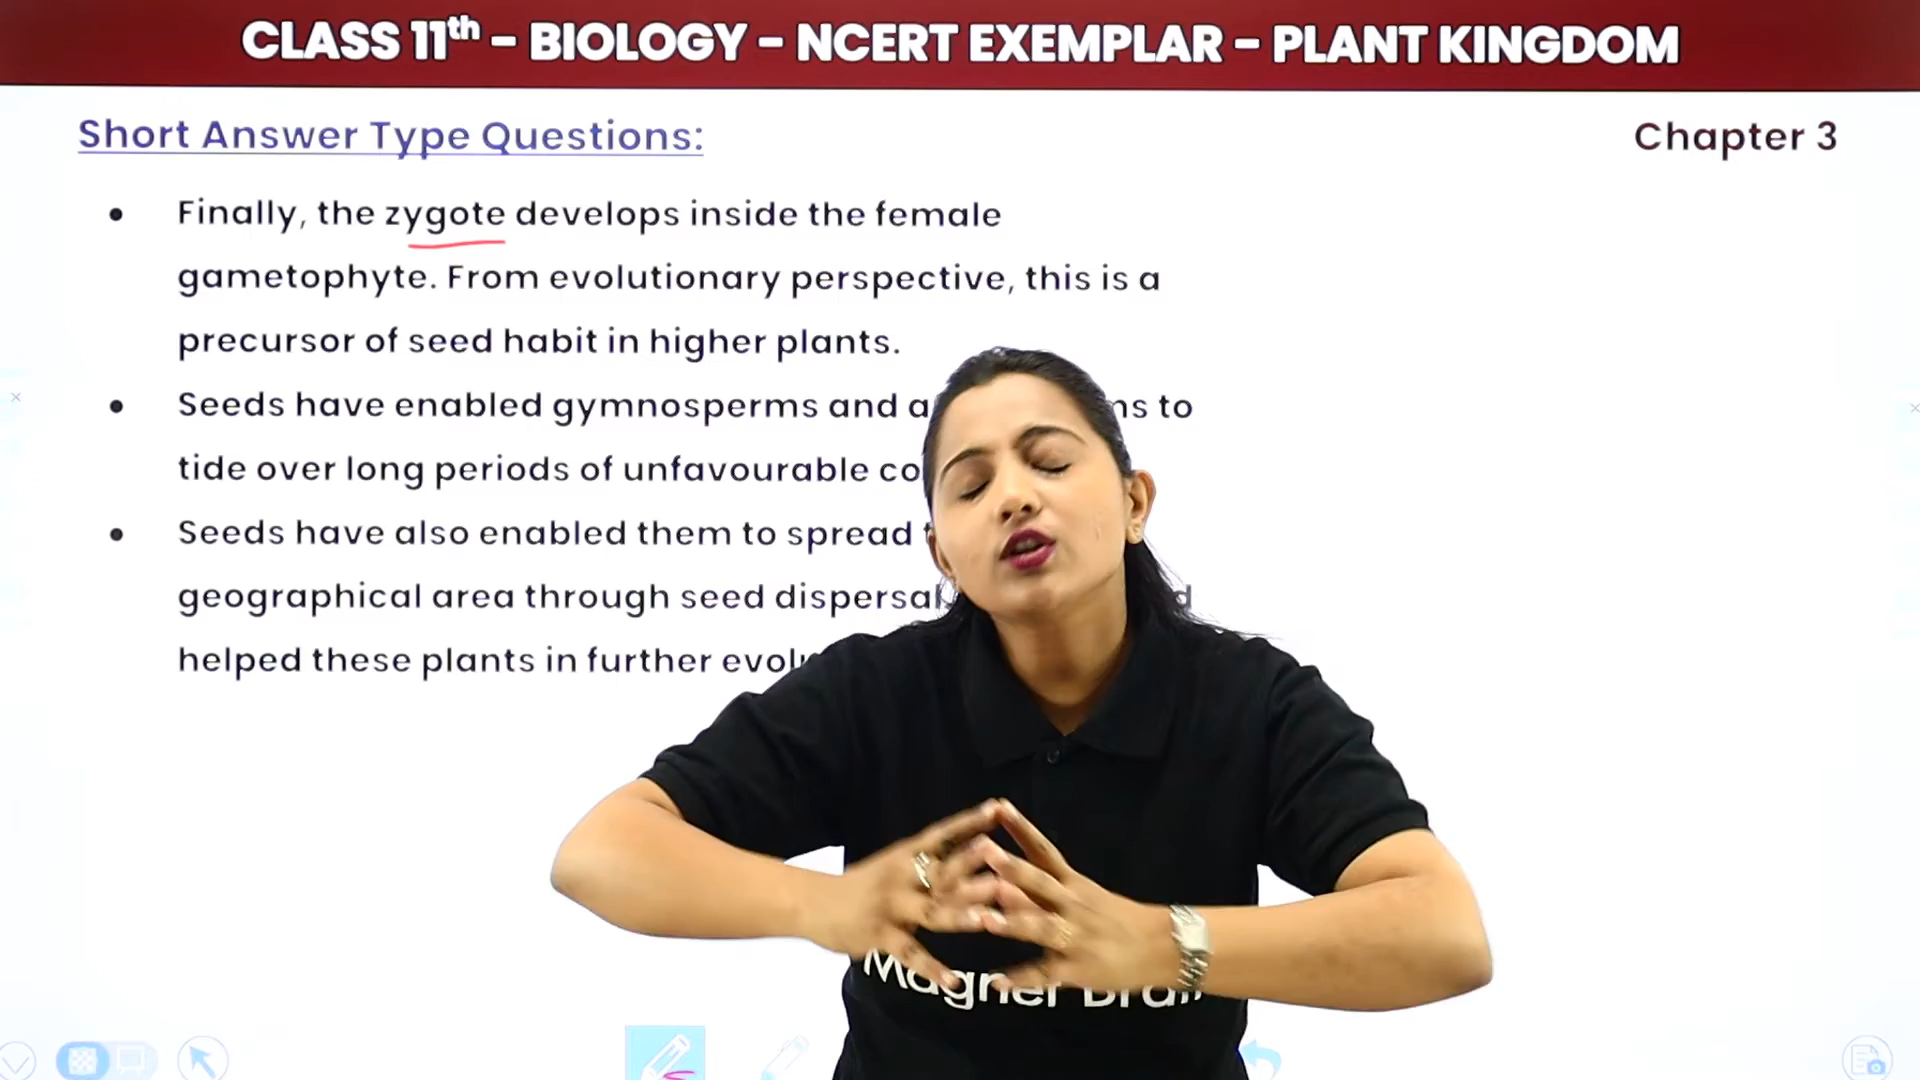 CLASS 11th - BIOLOGY - NCERT EXEMPLAR - PLANT KINGDOM
Short Answer Type Questions:
Chapter 3
• Finally, the zygote develops inside the female
gametophyte. From evolutionary perspective, this is a
precursor of seed habit in higher plants.
• Seeds have enabled gymnosperms and to
tide over long periods of unfavourable
• Seeds have also enabled them to spread
geographical area through seed dispersal
helped these plants in further